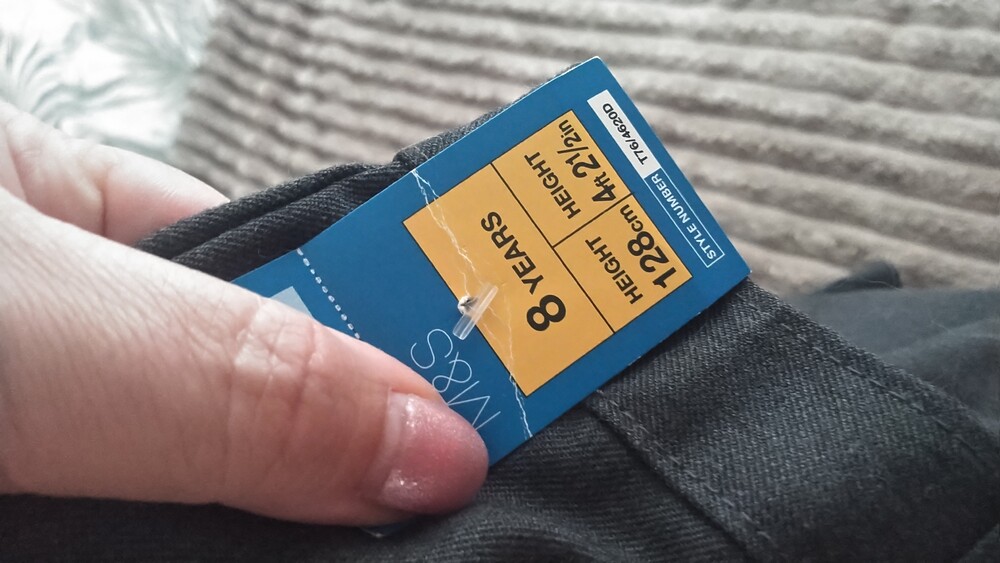 M&S
8 YEARS
HEIGHT
128cm
HEIGHT
4ft 2½in
STYLE NUMBER T76/4620D